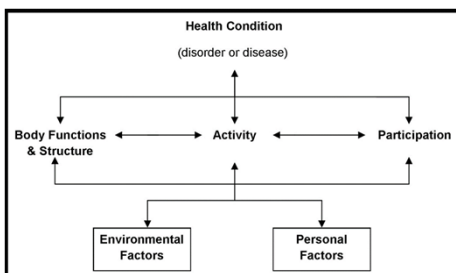 Health Condition
(disorder or disease)
Body Functions Activity Participation
& Structure
Environmental Personal
Factors Factors